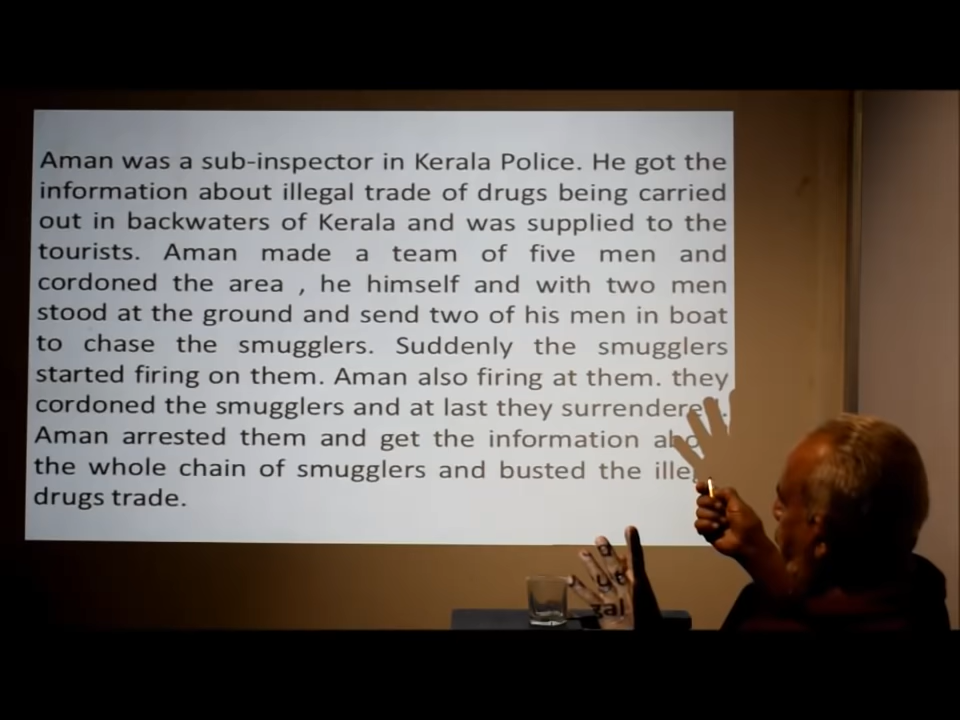 Aman was a sub-inspector in Kerala Police. He got the
information about illegal trade of drugs being carried
out in backwaters of Kerala and was supplied to the
tourists. Aman made a team of five men and
cordoned the area , he himself and with two men
stood at the ground and send two of his men in boat
to chase the smugglers. Suddenly the smugglers
started firing on them. Aman also firing at them. they
cordoned the smugglers and at last they surrendered.
Aman arrested them and get the information
the whole chain of smugglers and busted the
drugs trade.